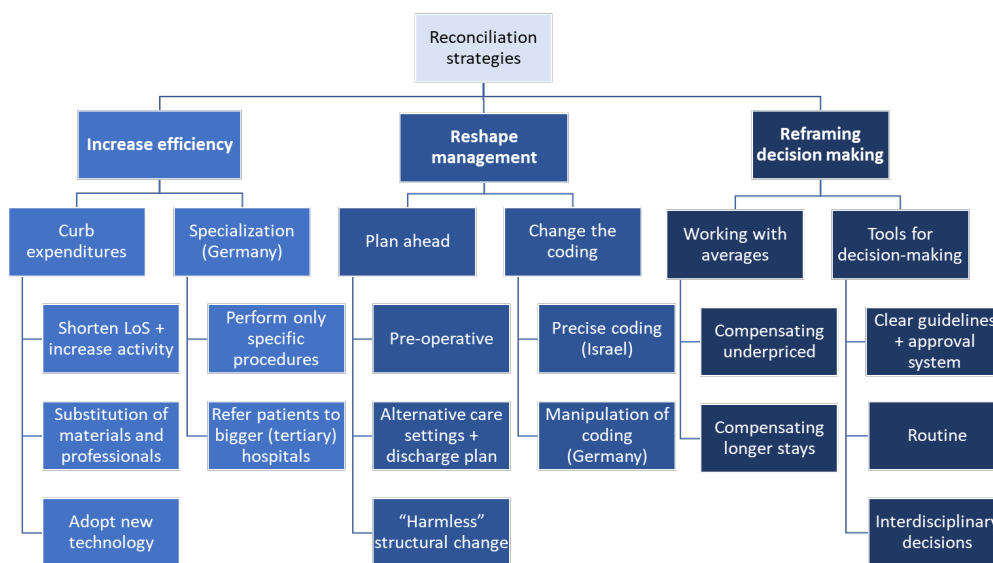 Reconciliation
strategies
Increase efficiency
Reshape
management
Reframing
decision making
Curb
expenditures
Specialization
(Germany)
Plan ahead
Change the
coding
Working with
averages
Tools for
decision-making
Shorten LoS +
increase activity
Perform only
specific
procedures
Pre-operative
Precise coding
(Israel)
Compensating
underpriced
Clear guidelines
+ approval
system
Substitution of
materials and
professionals
Refer patients to
bigger (tertiary)
hospitals
Alternative care
settings +
discharge plan
Manipulation of
coding
(Germany)
Compensating
longer stays
Routine
Adopt new
technology
“Harmless”
structural change
Interdisciplinary
decisions